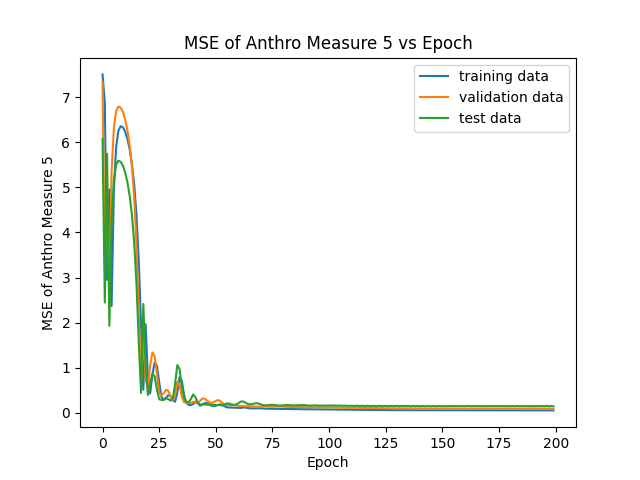 MSE of Anthro Measure 5 vs Epoch
training data
validation data
test data
MSE of Anthro Measure 5
7
6
5
4
3
2
1
0
0
25
50
75
100
125
150
175
200
Epoch